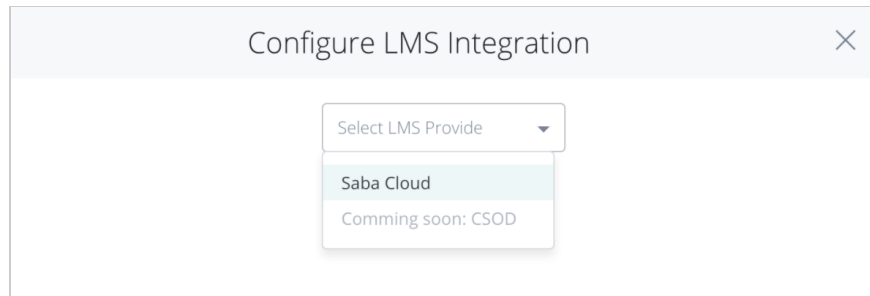 Configure LMS Integration
Select LMS Provide
Saba Cloud
Comming soon: CSOD